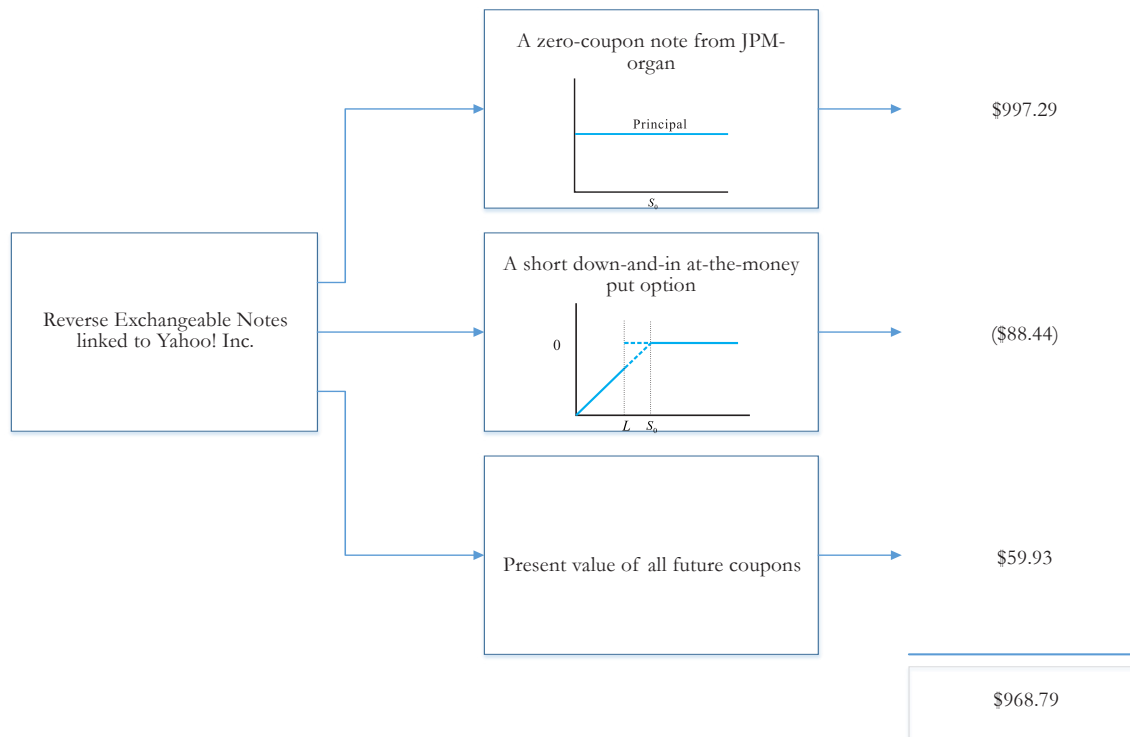 A zero-coupon note from JPM-
organ
Principal
S₀
$997.29
Reverse Exchangeable Notes
linked to Yahoo! Inc.
A short down-and-in at-the-money
put option
0
L S₀
($88.44)
Present value of all future coupons
$59.93
$968.79